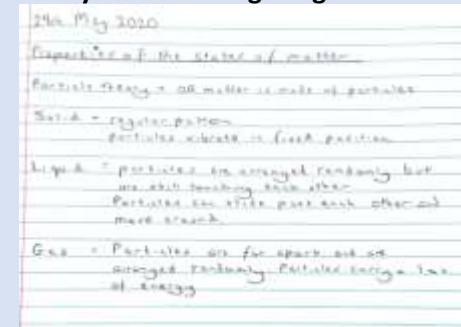 29th May 2020
Properties of the states of matter
Particle theory = all matter is made of particles
Solid = regular pattern
particles vibrate in fixed position
Liquid = particles are arranged randomly but
are still touching each other
Particles can slide past each other and
move around.
Gas = Particles are far apart and are
arranged randomly. Particles carry a lot
of energy